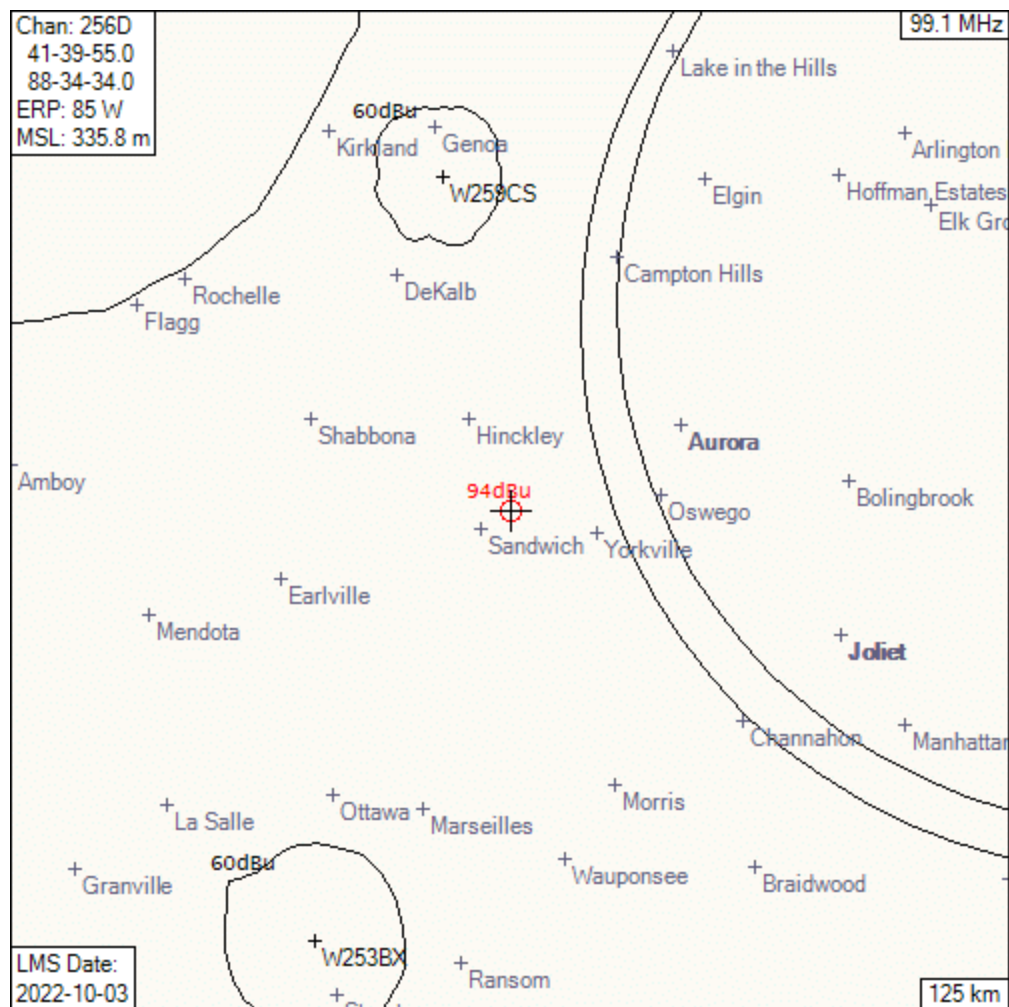 Chan: 256D
41-39-55.0
88-34-34.0
ERP: 85 W
MSL: 335.8 m
99.1 MHz
Lake in the Hills
60dBu
Kirkland
Genoa
Arlington
W259CS
Elgin
Hoffman Estates
Elk Gro
Campton Hills
DeKalb
Rochelle
Flagg
Shabbona
Hinckley
Aurora
Amboy
94dBu
Bolingbrook
Oswego
Sandwich
Yorkville
Earlville
Mendota
Joliet
Channahon
Manhattan
Morris
La Salle
Ottawa
Marseilles
60dBu
Granville
Wauponsee
Braidwood
W253BX
Ransom
LMS Date:
2022-10-03
125 km